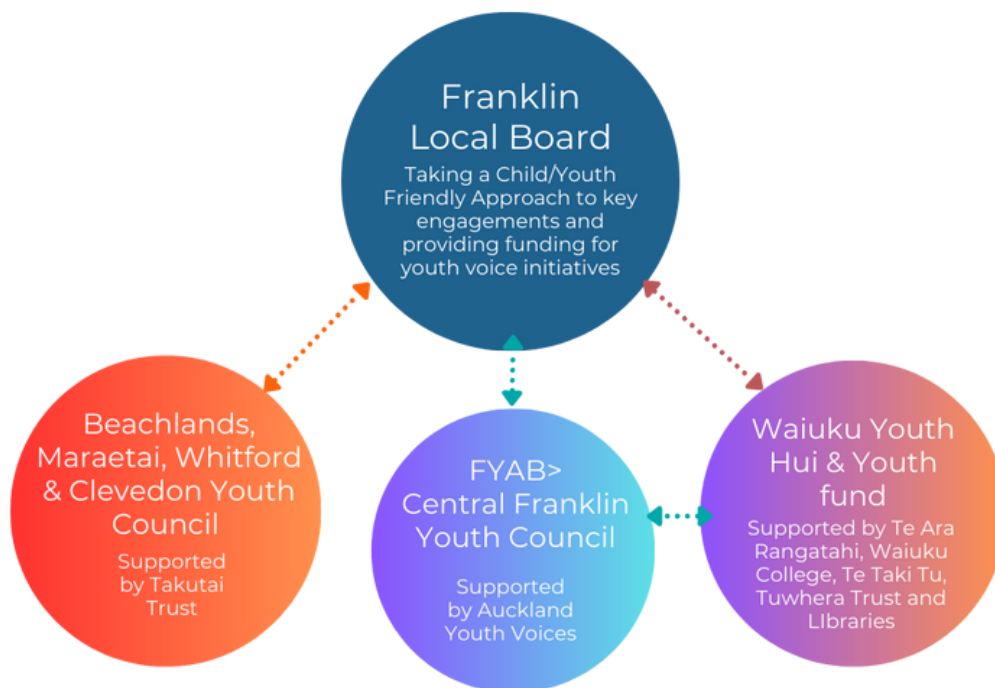 Franklin
Local Board
Taking a Child/Youth
Friendly Approach to key
engagements and
providing funding for
youth voice initiatives
Beachlands,
Maraetai, Whitford
& Clevedon Youth
Council
Supported
by Takutai
Trust
FYAB>
Central Franklin
Youth Council
Supported
by Auckland
Youth Voices
Waiuku Youth
Hui & Youth
fund
Supported by Te Ara
Rangatahi, Waiuku
College, Te Taki Tu,
Tuwhera Trust and
LIbraries